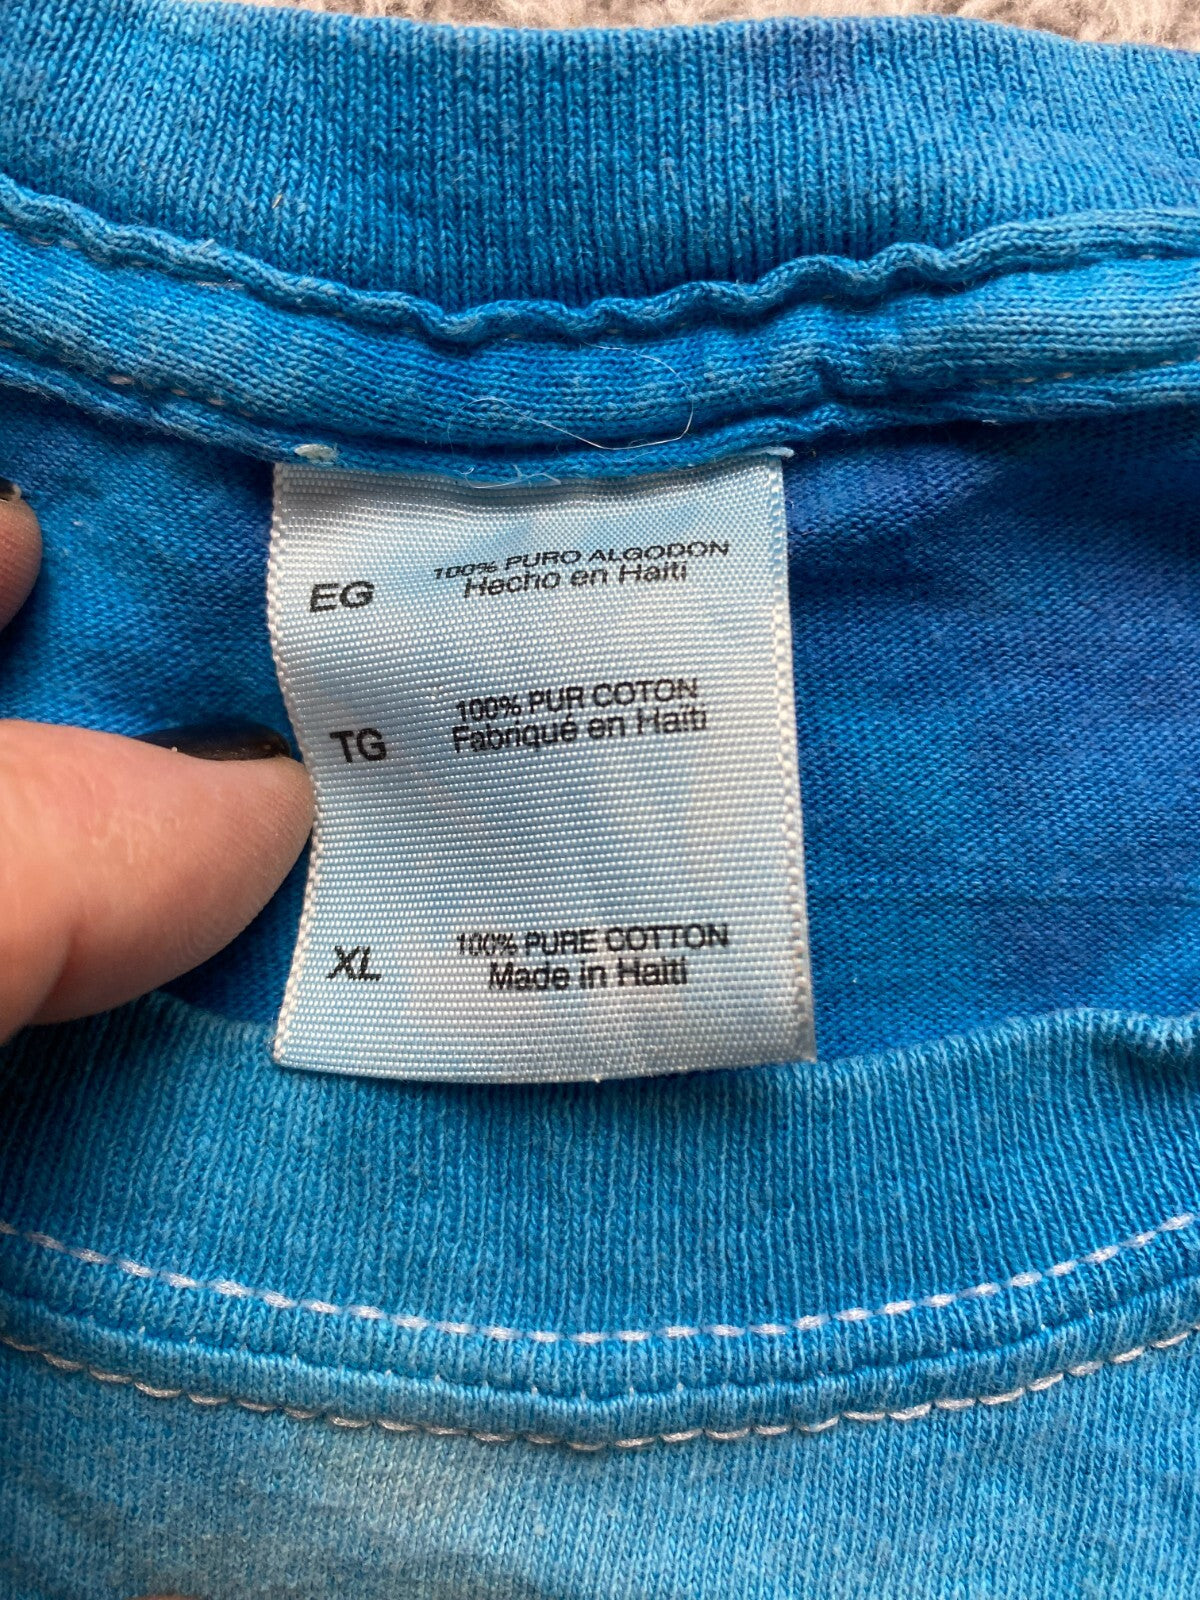 EG
100% PURO ALGODON
Hecho en Haiti
TG
100% PUR COTON
Fabriqué en Haïti
XL
100% PURE COTTON
Made in Haiti